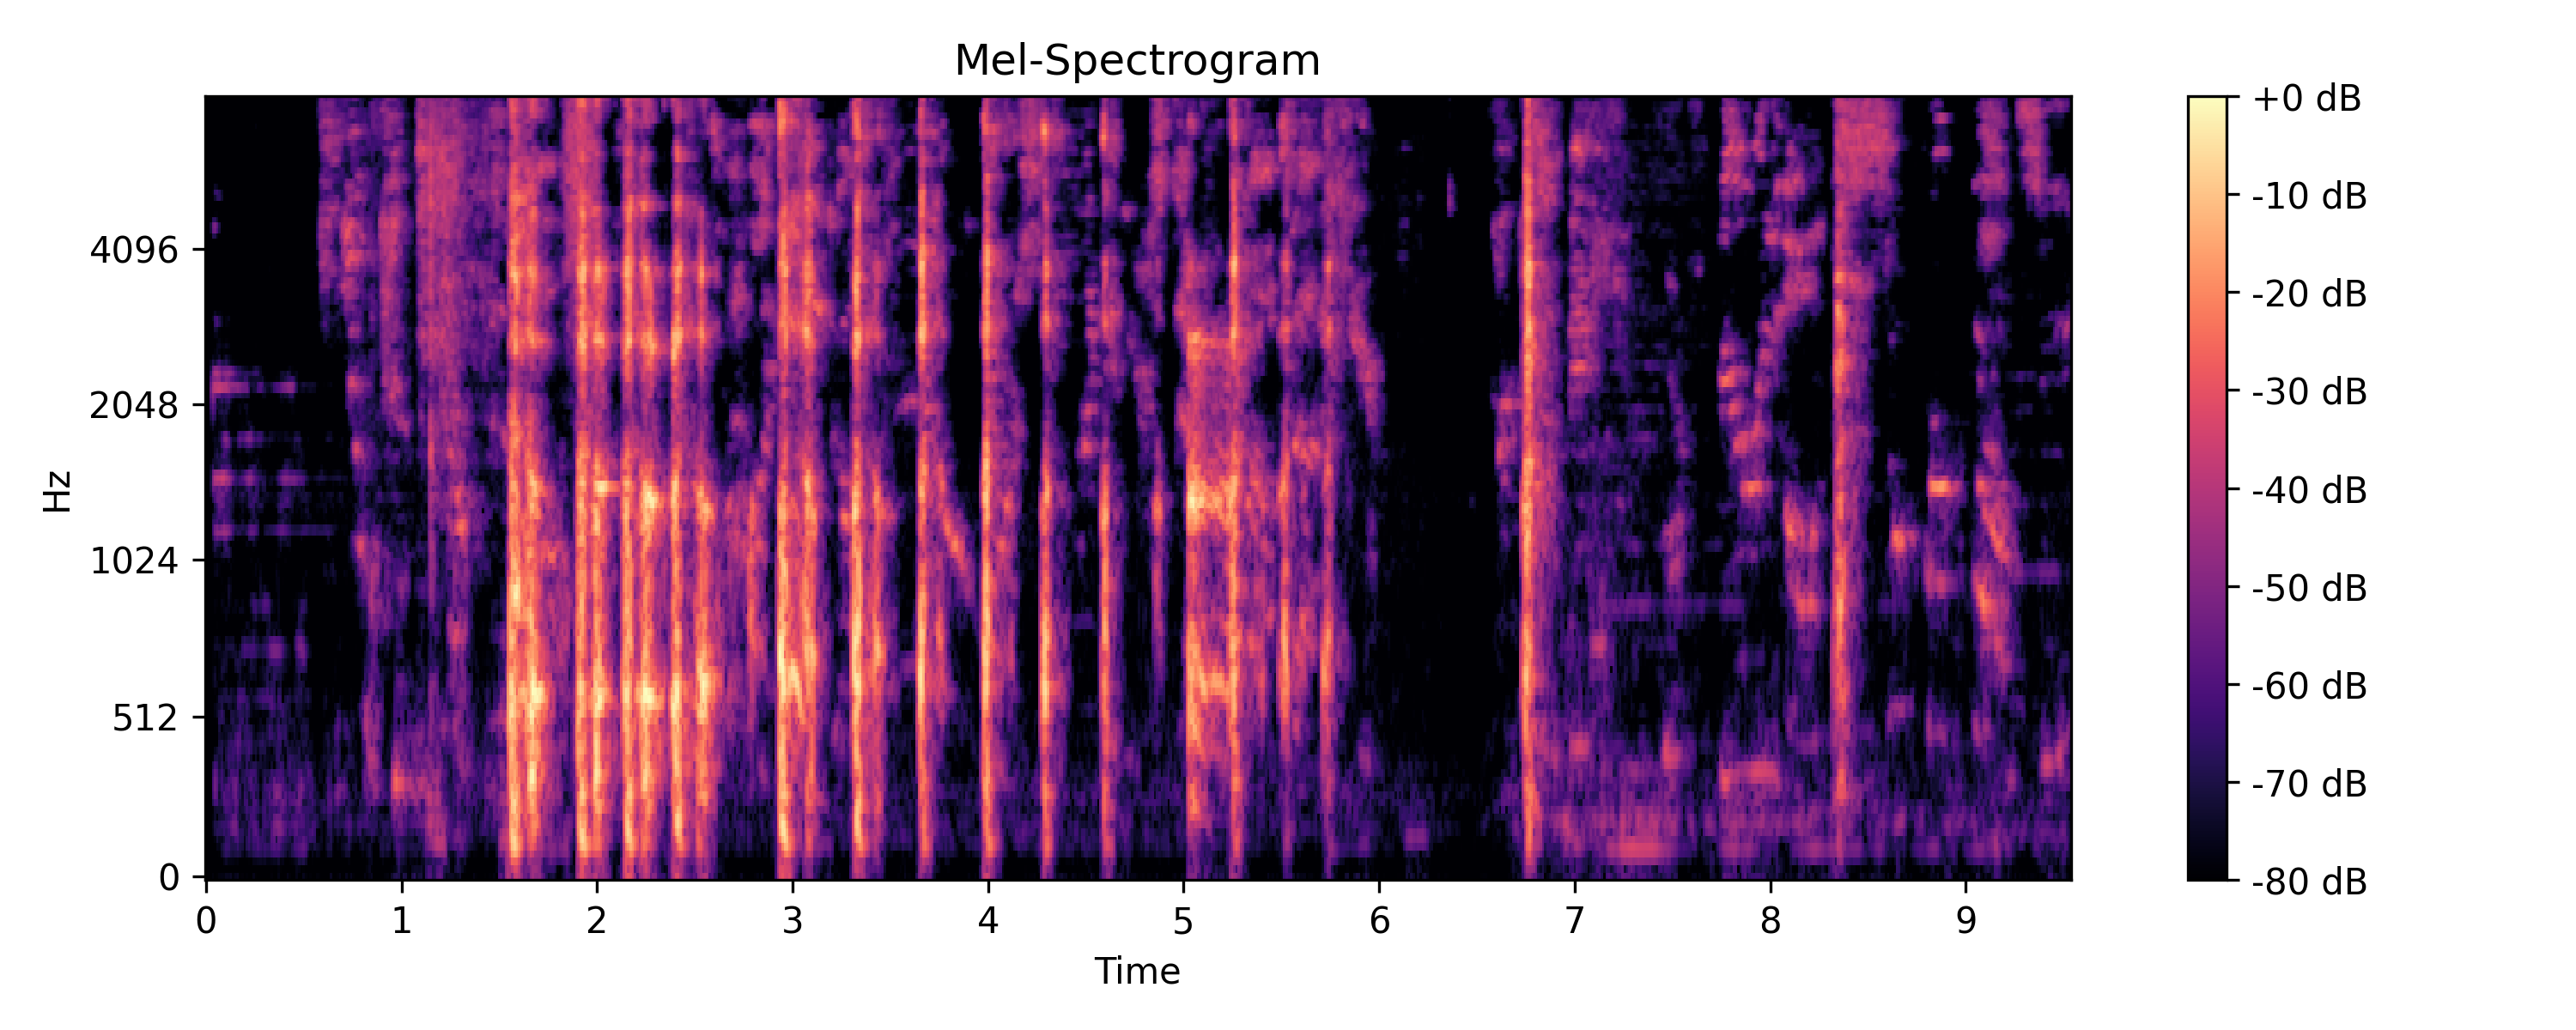 Mel-Spectrogram
+0 dB
-10 dB
-20 dB
-30 dB
-40 dB
-50 dB
-60 dB
-70 dB
-80 dB
4096
2048
1024
512
0
Hz
0 1 2 3 4 5 6 7 8 9
Time